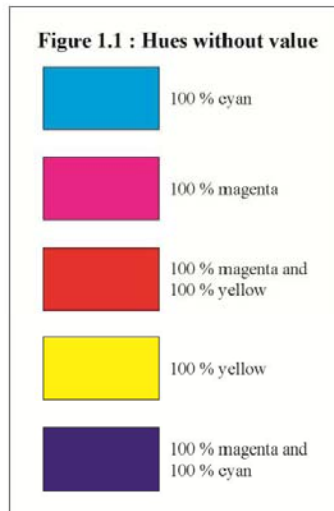 Figure 1.1 : Hues without value
100 % cyan
100 % magenta
100 % magenta and
100 % yellow
100 % yellow
100 % magenta and
100 % cyan